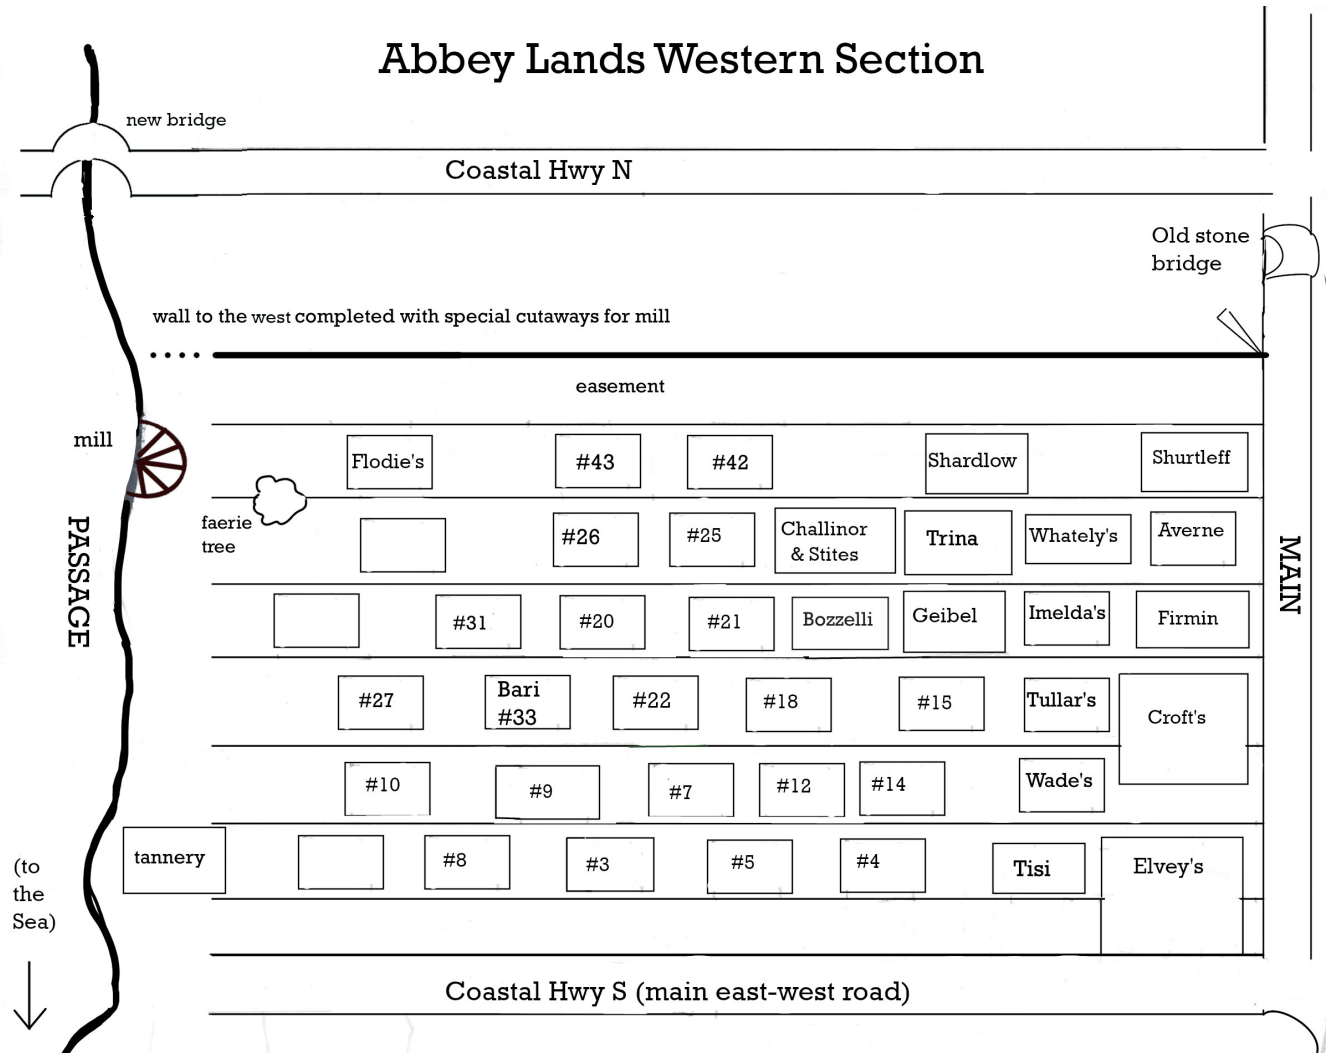 Abbey Lands Western Section
new bridge
Coastal Hwy N
Old stone
bridge
wall to the west completed with special cutaways for mill
easement
mill
Flodie's
#43
#42
Shardlow
Shurtleff
faerie
tree
#26
#25
Challinor
& Stites
Trina
Whately's
Averne
PASSAGE
MAIN
#31
#20
#21
Bozzelli
Geibel
Imelda's
Firmin
#27
Bari
#33
#22
#18
#15
Tullar's
Croft's
#10
#9
#7
#12
#14
Wade's
tannery
#8
#3
#5
#4
Tisi
Elvey's
(to
the
Sea)
Coastal Hwy S (main east-west road)